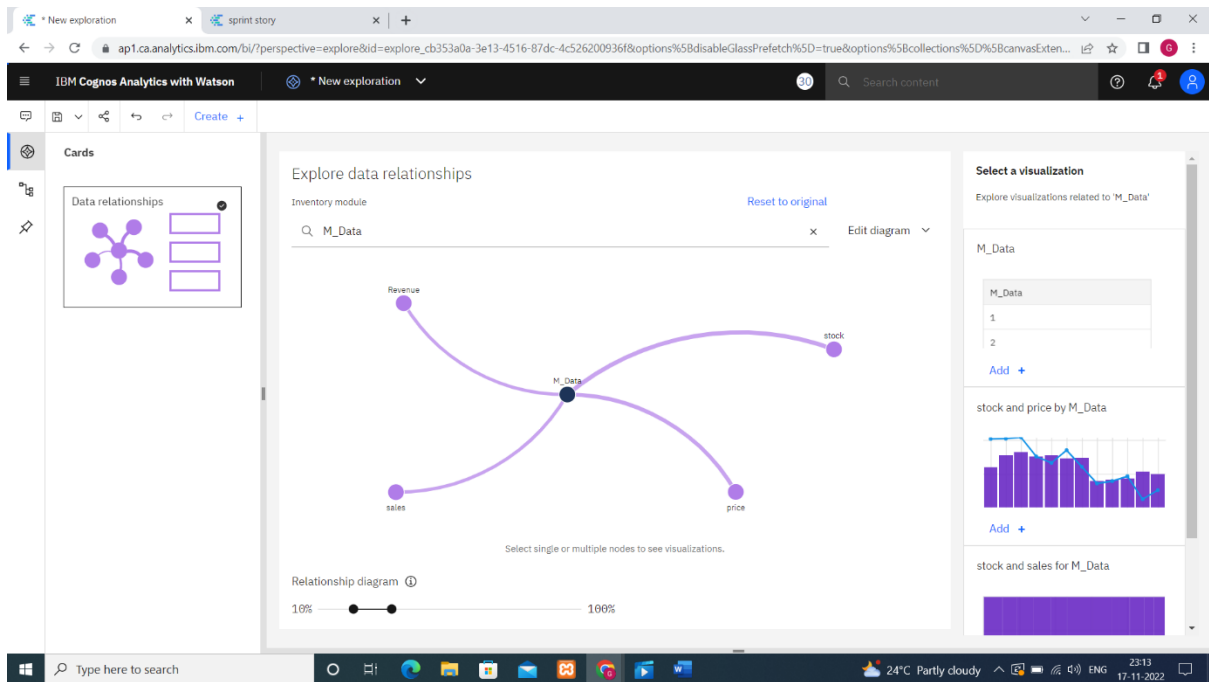 * New exploration
sprint story
ap1.ca.analytics.ibm.com/bi/?perspective=explore&id=explore_cb353a0a-3e13-4516-87dc-4c526200936f&options%5BdisableGlassPrefetch%5D=true&options%5Bcollections%5D%5BcanvasExten...
G
IBM Cognos Analytics with Watson
* New exploration
30
Search content
1
Create +
Cards
Data relationships
Explore data relationships
Inventory module
Reset to original
M_Data
Edit diagram
Revenue
stock
M_Data
sales
price
Select single or multiple nodes to see visualizations.
Relationship diagram
10%
100%
Select a visualization
Explore visualizations related to 'M_Data'
M_Data
M_Data
1
2
Add +
stock and price by M_Data
Add +
stock and sales for M_Data
Type here to search
24°C Partly cloudy
ENG
23:13
17-11-2022